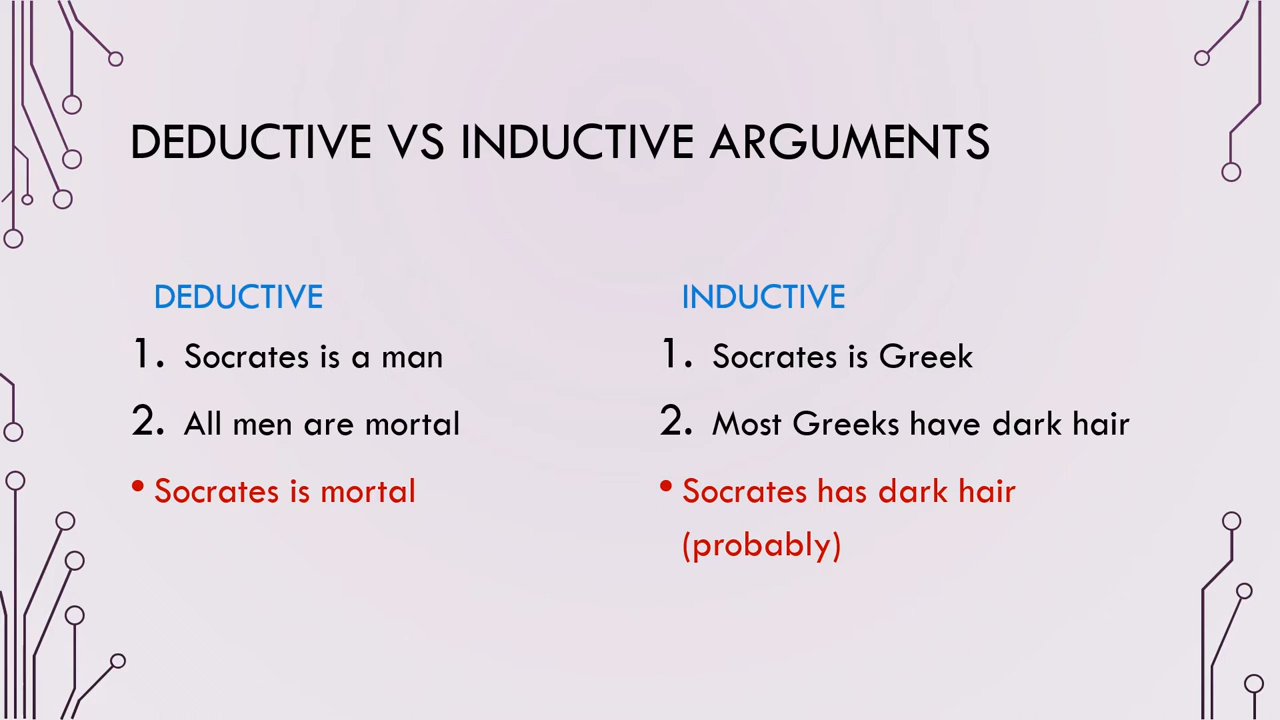 DEDUCTIVE VS INDUCTIVE ARGUMENTS
DEDUCTIVE
1. Socrates is a man
2. All men are mortal
• Socrates is mortal
INDUCTIVE
1. Socrates is Greek
2. Most Greeks have dark hair
• Socrates has dark hair
(probably)